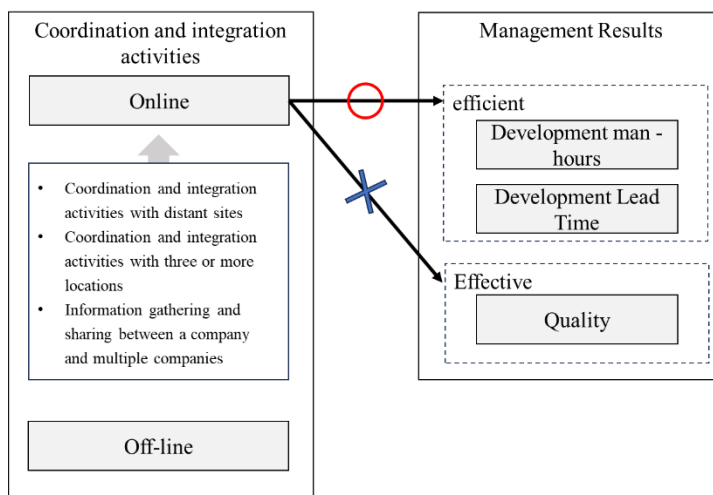 Coordination and integration
activities
Online
• Coordination and integration
activities with distant sites
• Coordination and integration
activities with three or more
locations
• Information gathering and
sharing between a company
and multiple companies
Off-line
Management Results
efficient
Development man -
hours
Development Lead
Time
Effective
Quality